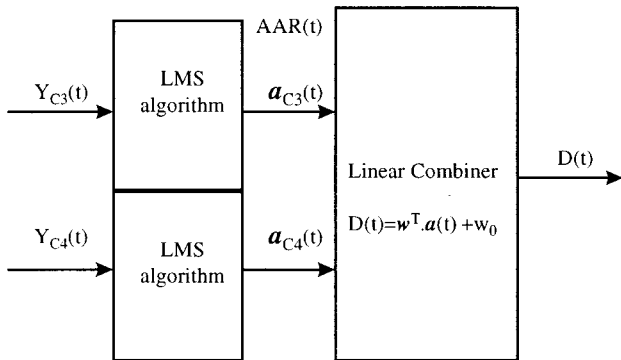 AAR(t)
LMS
algorithm
Y_C3(t)
a_C3(t)
Linear Combiner
D(t)=w^T.a(t) +w_0
D(t)
Y_C4(t)
LMS
algorithm
a_C4(t)